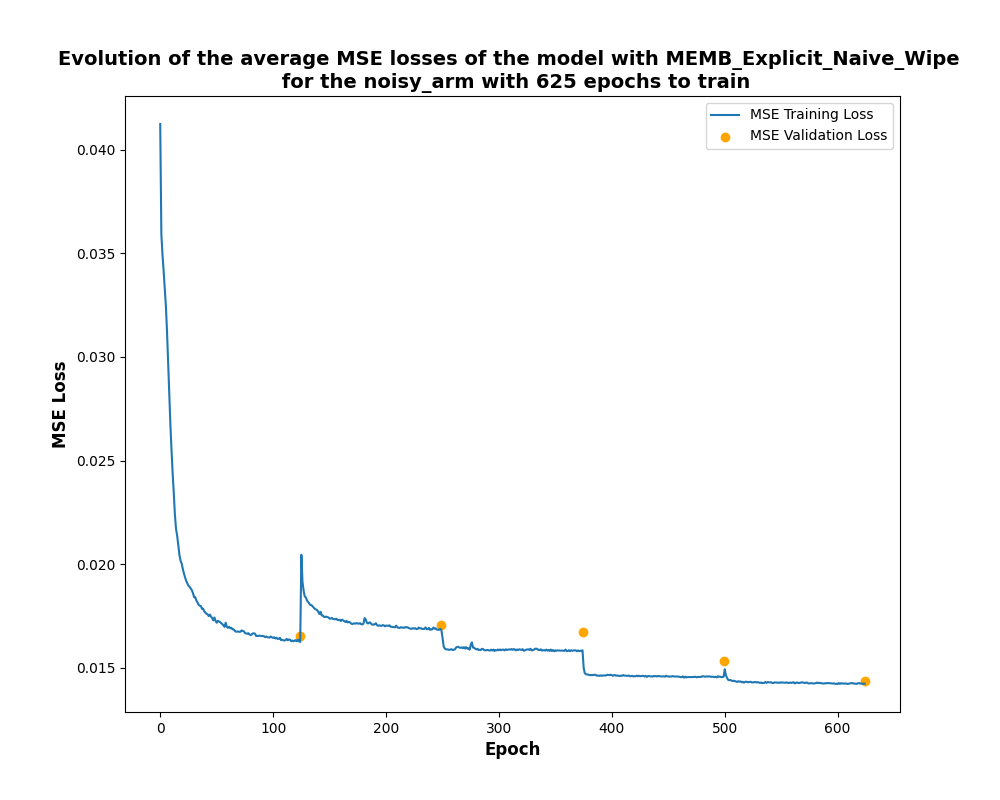 Evolution of the average MSE losses of the model with MEMB_Explicit_Naive_Wipe
for the noisy_arm with 625 epochs to train
MSE Training Loss
MSE Validation Loss
0.040
0.035
0.030
0.025
0.020
0.015
MSE Loss
0 100 200 300 400 500 600
Epoch